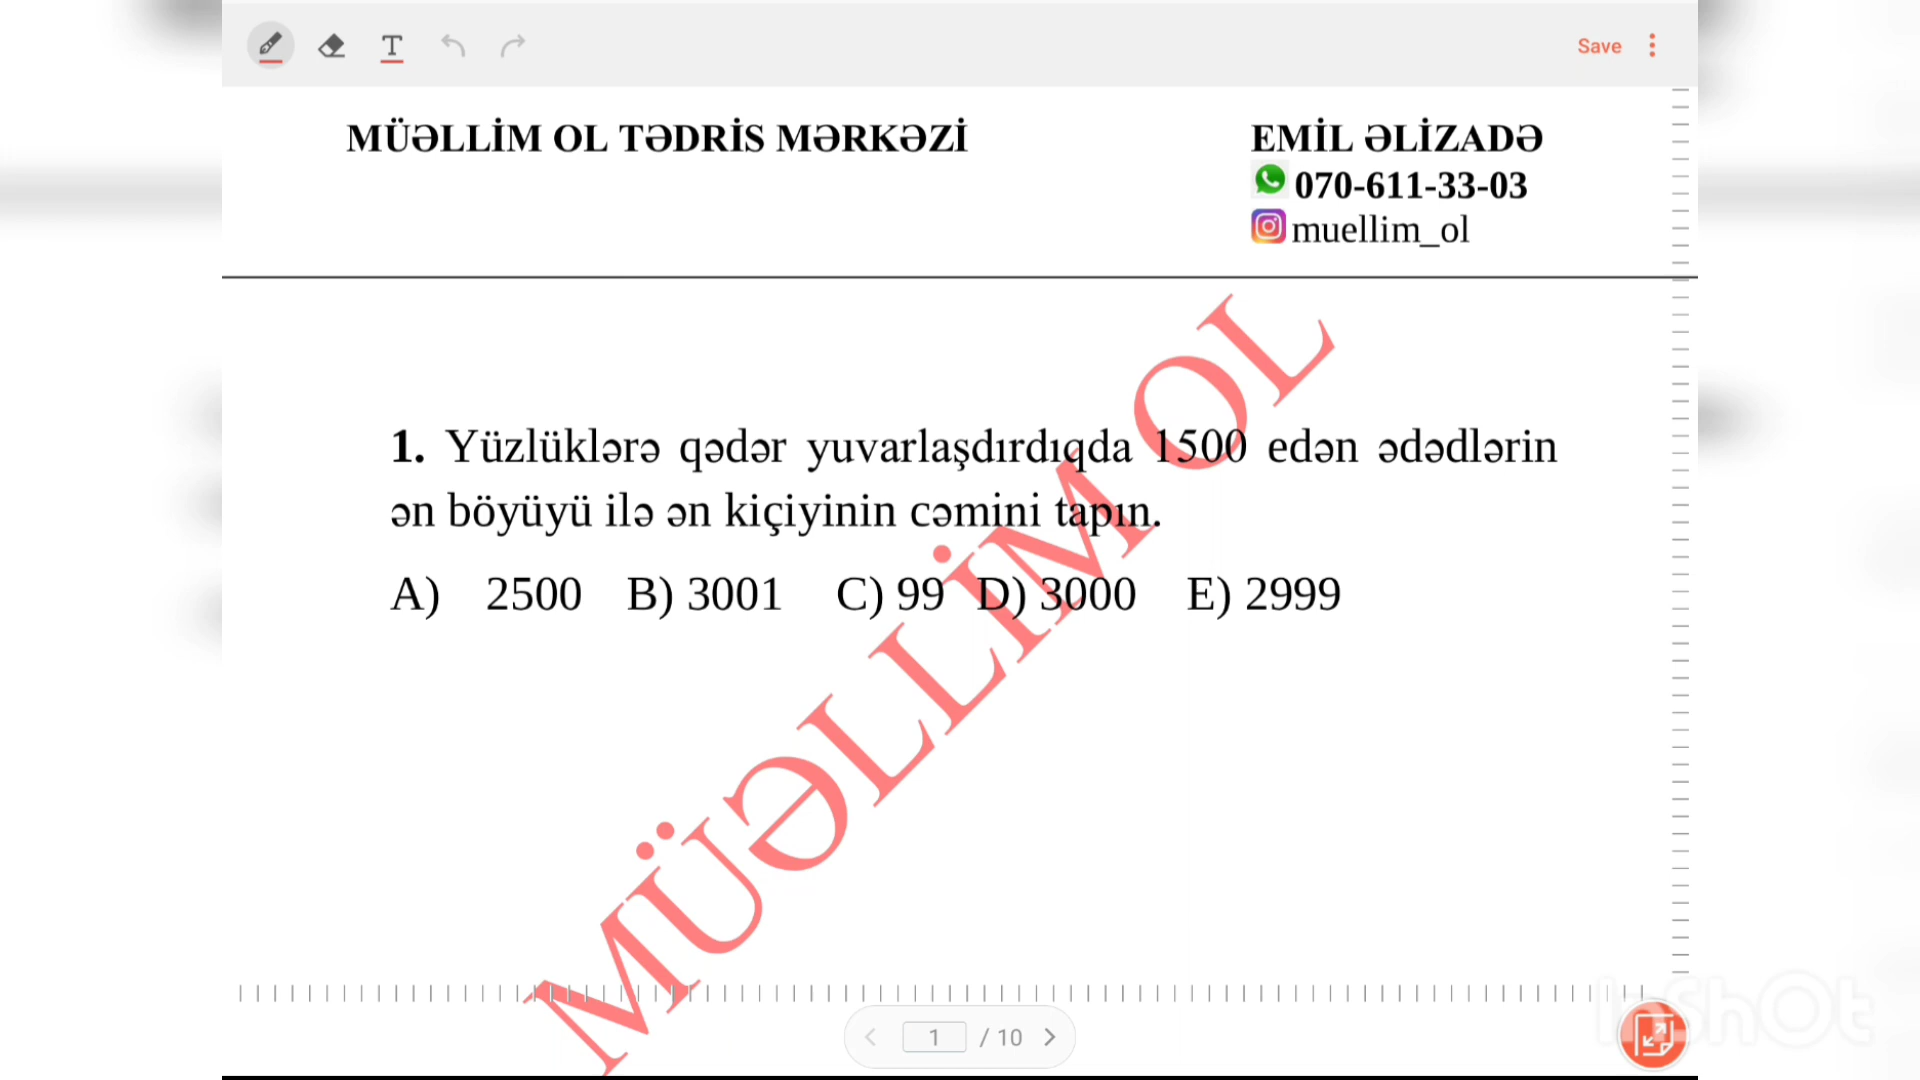 Save
MÜƏLLİM OL TƏDRİS MƏRKƏZİ
EMİL ƏLİZADƏ
070-611-33-03
muellim_ol
1. Yüzlüklərə qədər yuvarlaşdırdıqda 1500 edən ədədlərin
ən böyüyü ilə ən kiçiyinin cəmini tapın.
A) 2500 B) 3001 C) 99 D) 3000 E) 2999
MÜƏLLİM OL
1 / 10
InShOt